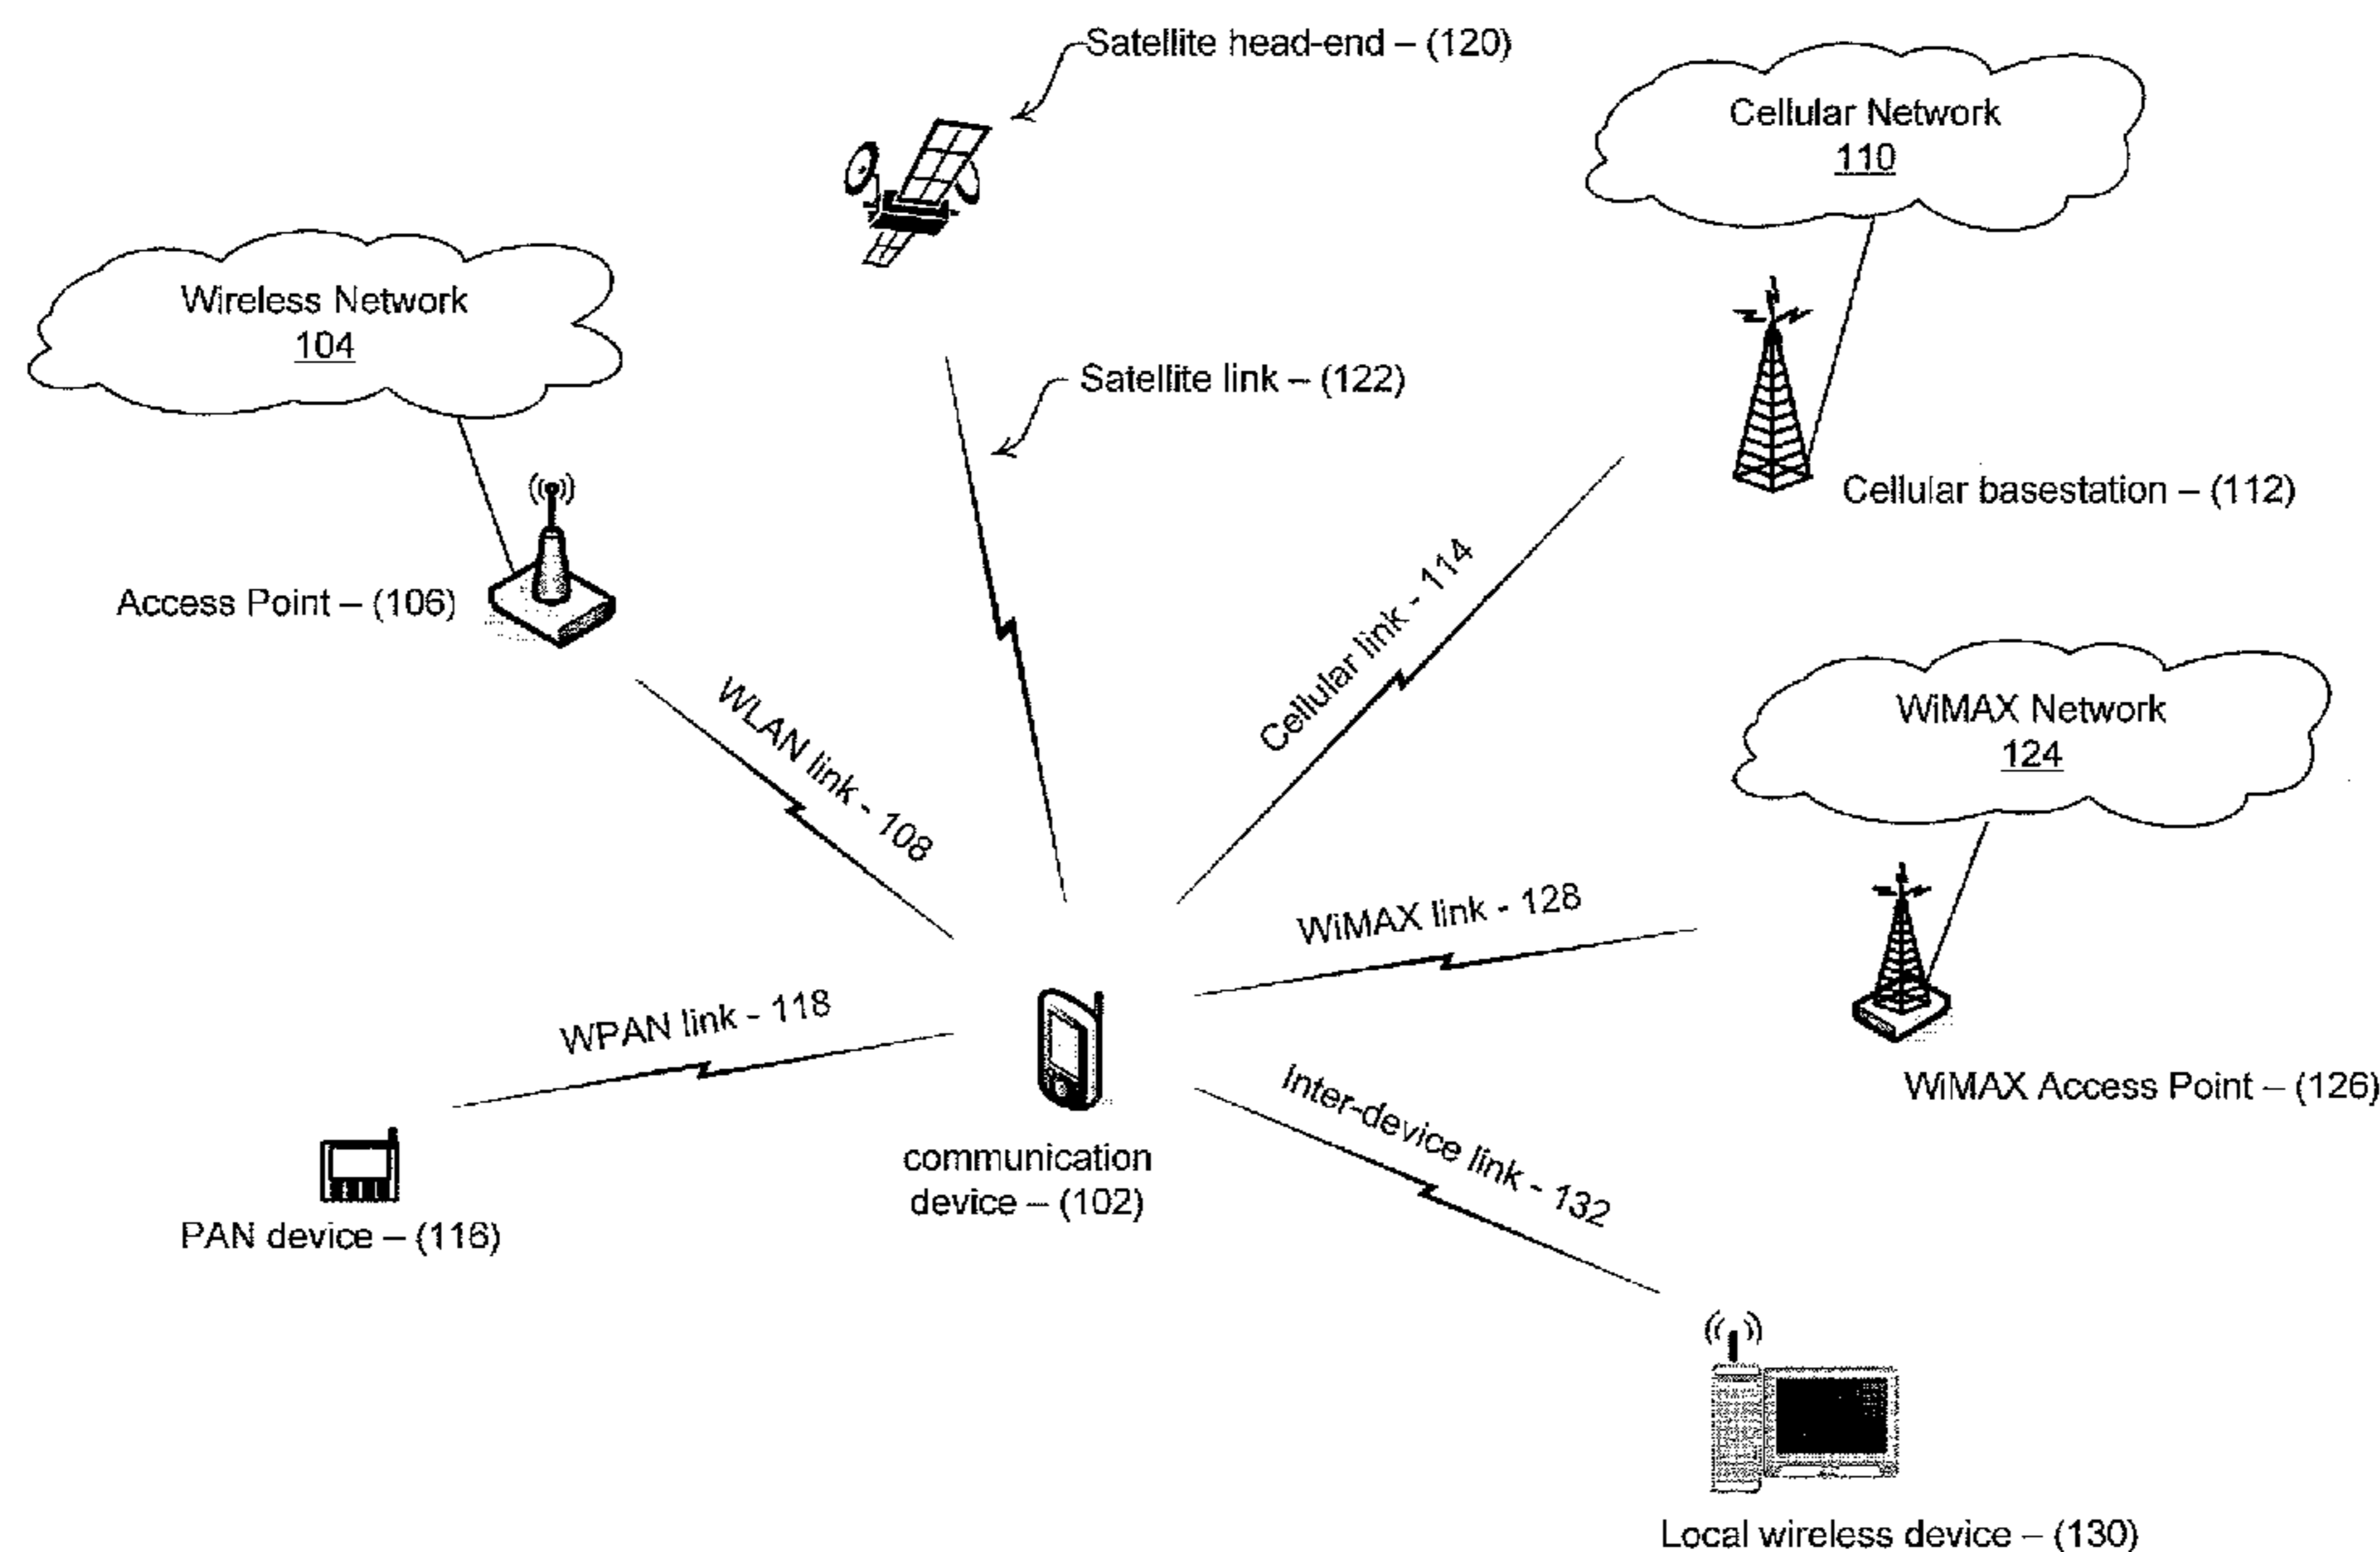 Satellite head-end – (120)
Cellular Network
110
Wireless Network
104
Satellite link – (122)
Cellular basestation – (112)
Access Point – (106)
Cellular link - 114
WLAN link - 108
WiMAX Network
124
WiMAX link - 128
WPAN link - 118
WiMAX Access Point – (126)
Inter-device link - 132
communication
device – (102)
PAN device – (116)
Local wireless device – (130)